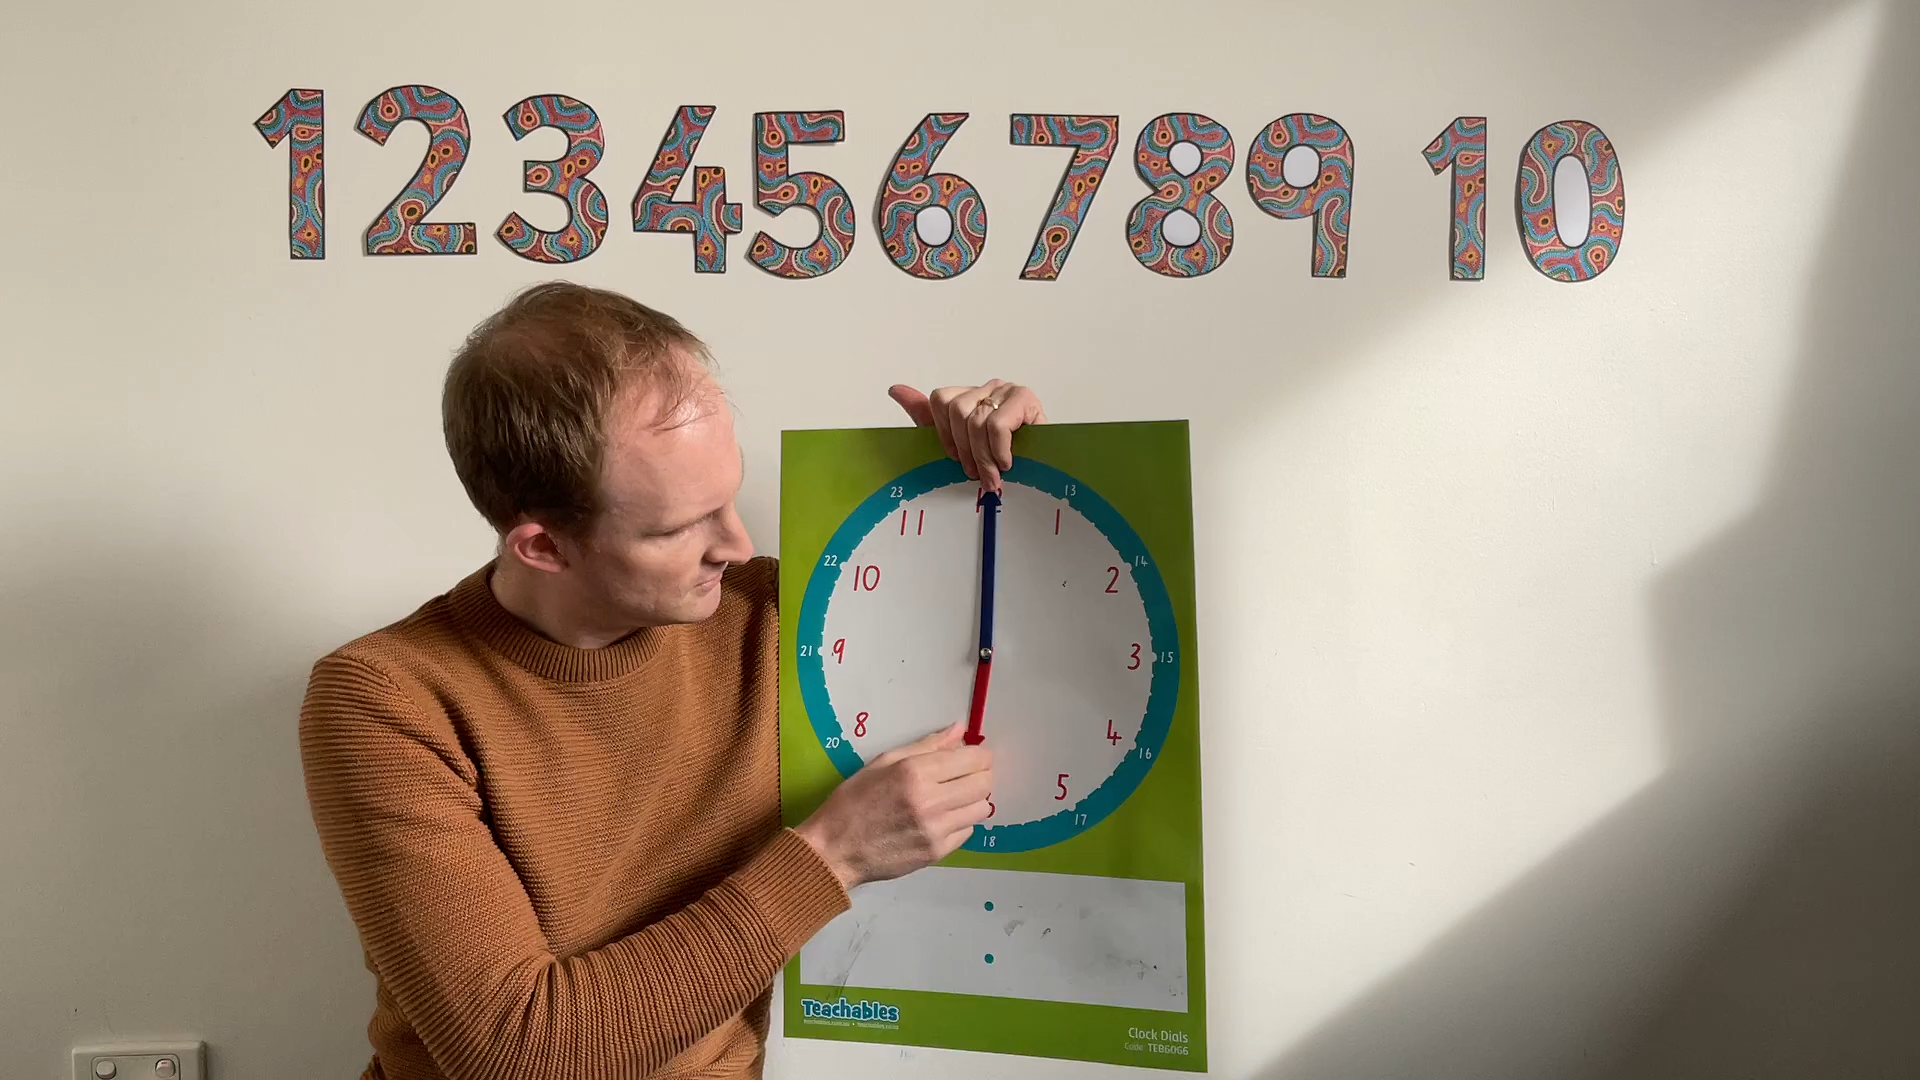 1 2 3 4 5 6 7 8 9 10
23 13
11 1
22 14
10 2
21 9 3 15
8 4
20 16
5
17
18
:
Teachables
Clock Dials
Code: TEB6066